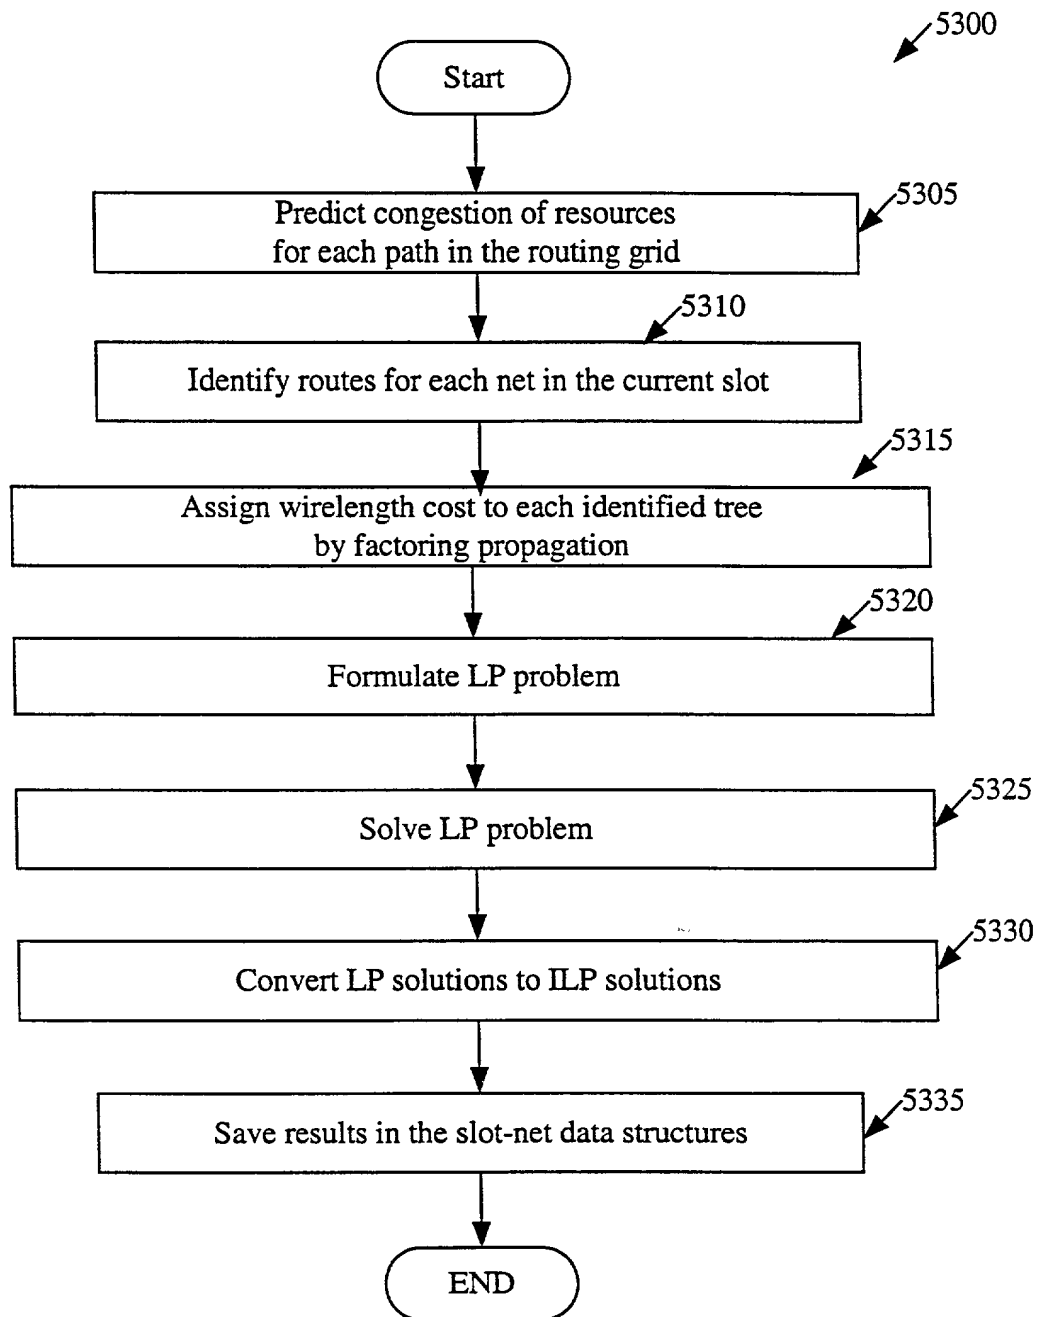 5300
Start
5305
Predict congestion of resources
for each path in the routing grid
5310
Identify routes for each net in the current slot
5315
Assign wirelength cost to each identified tree
by factoring propagation
5320
Formulate LP problem
5325
Solve LP problem
5330
Convert LP solutions to ILP solutions
5335
Save results in the slot-net data structures
END